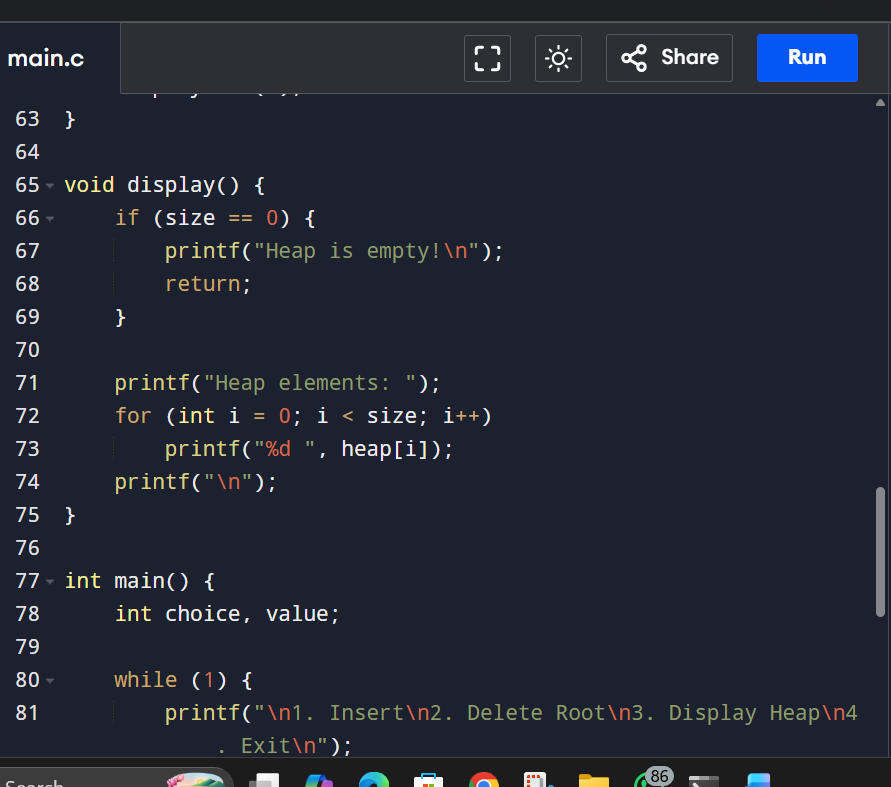 main.c
Share
Run
63 }
64
65 void display() {
66 if (size == 0) {
67 printf("Heap is empty!\n");
68 return;
69 }
70
71 printf("Heap elements: ");
72 for (int i = 0; i < size; i++)
73 printf("%d ", heap[i]);
74 printf("\n");
75 }
76
77 int main() {
78 int choice, value;
79
80 while (1) {
81 printf("\n1. Insert\n2. Delete Root\n3. Display Heap\n4
. Exit\n");
Search
86